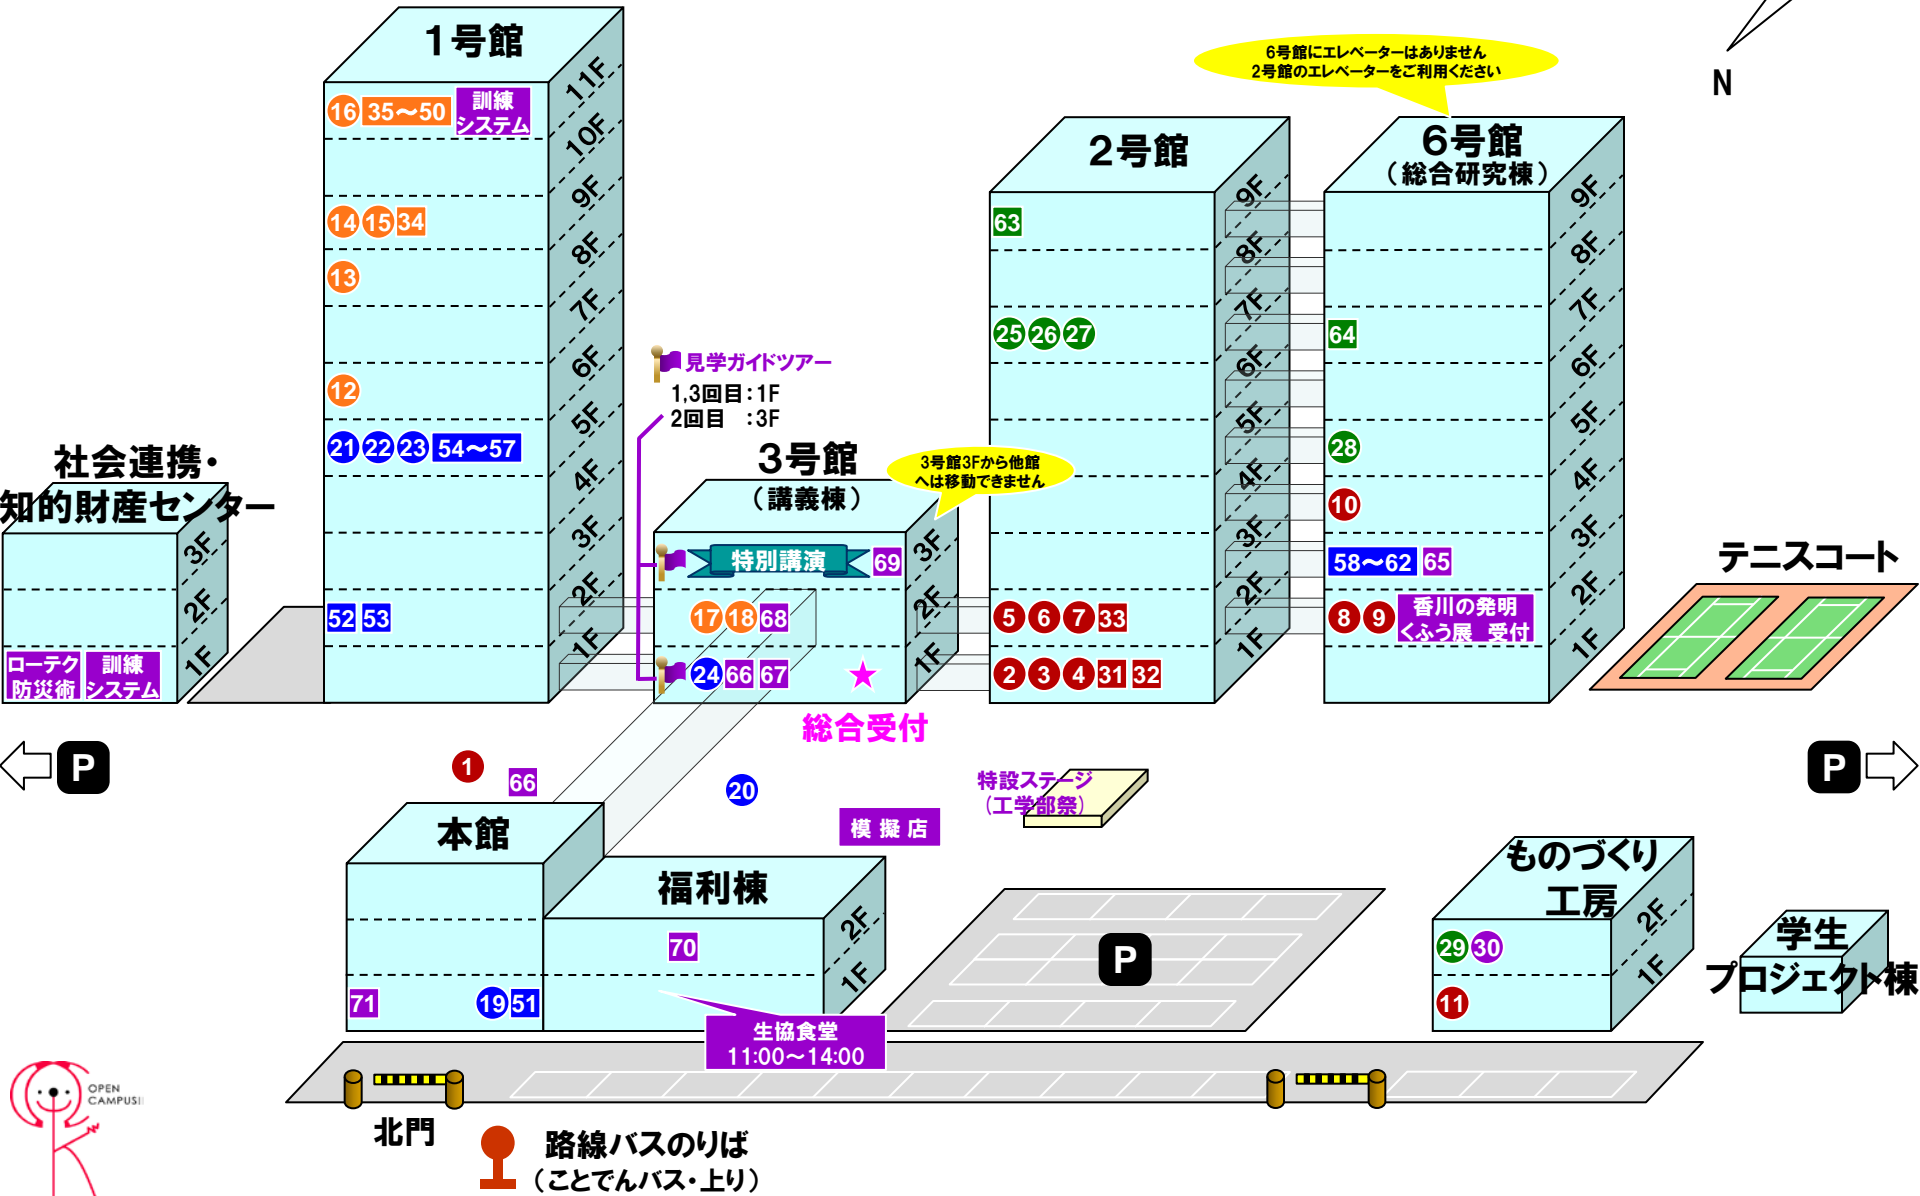 1号館
11F
10F
9F
8F
7F
6F
5F
4F
3F
2F
1F
16 35～50 訓練
システム
14 15 34
13
12
21 22 23 54～57
52 53
6号館にエレベーターはありません
2号館のエレベーターをご利用ください
N
2号館
9F
8F
7F
6F
5F
4F
3F
2F
1F
63
25 26 27
5 6 7 33
2 3 4 31 32
6号館
（総合研究棟）
9F
8F
7F
6F
5F
4F
3F
2F
1F
64
28
10
58～62 65
8 9 香川の発明
くふう展 受付
見学ガイドツアー
1,3回目：1F
2回目 ：3F
3号館
（講義棟）
3号館3Fから他館
へは移動できません
3F
2F
1F
特別講演 69
17 18 68
24 66 67 ★
総合受付
社会連携・
知的財産センター
3F
2F
1F
ローテク
防災術
訓練
システム
テニスコート
P
P
1
66
20
特設ステージ
（工学部祭）
模擬店
本館
福利棟
2F
1F
70
71
19 51
生協食堂
11:00～14:00
P
ものづくり
工房
2F
1F
29 30
11
学生
プロジェクト棟
OPEN
CAMPUS!!
北門
路線バスのりば
（ことでんバス・上り）